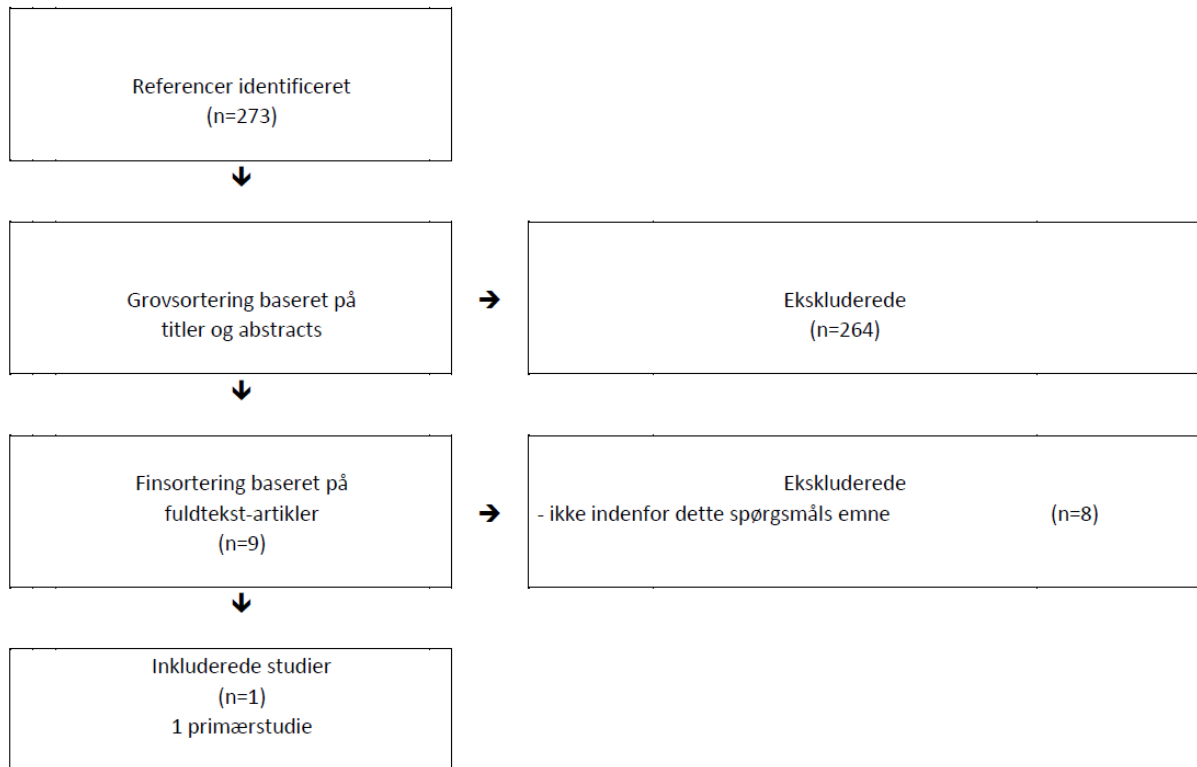 Referencer identificeret
(n=273)
🡻
Grovsortering baseret på
titler og abstracts
🡺
Ekskluderede
(n=264)
🡻
Finsortering baseret på
fuldtekst-artikler
(n=9)
🡺
Ekskluderede
- ikke indenfor dette spørgsmåls emne (n=8)
🡻
Inkluderede studier
(n=1)
1 primærstudie